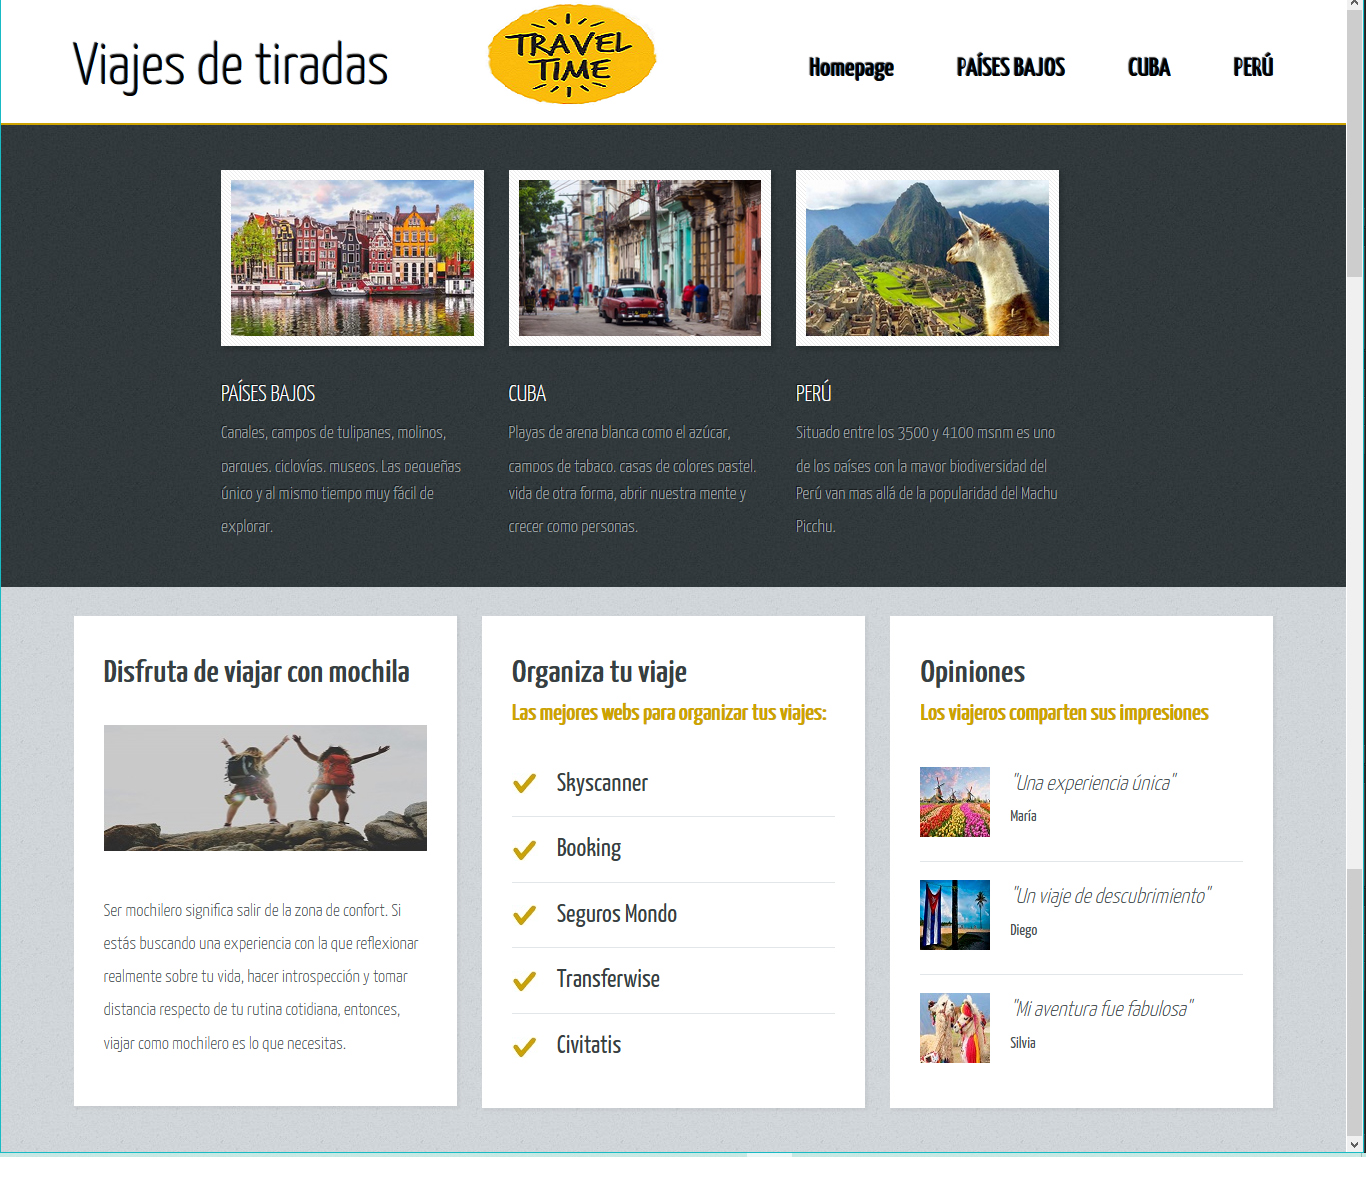 Viajes de tiradas
TRAVEL
TIME
Homepage PAÍSES BAJOS CUBA PERÚ
PAÍSES BAJOS
Canales, campos de tulipanes, molinos,
parques, ciclovías, museos. Las pequeñas
único y al mismo tiempo muy fácil de
explorar.
CUBA
Playas de arena blanca como el azúcar,
campos de tabaco, casas de colores pastel,
vida de otra forma, abrir nuestra mente y
crecer como personas.
PERÚ
Situado entre los 3500 y 4100 msnm es uno
de los países con la mayor biodiversidad del
Perú van mas allá de la popularidad del Machu
Picchu.
Disfruta de viajar con mochila
Ser mochilero significa salir de la zona de confort. Si
estás buscando una experiencia con la que reflexionar
realmente sobre tu vida, hacer introspección y tomar
distancia respecto de tu rutina cotidiana, entonces,
viajar como mochilero es lo que necesitas.
Organiza tu viaje
Las mejores webs para organizar tus viajes:
Skyscanner
Booking
Seguros Mondo
Transferwise
Civitatis
Opiniones
Los viajeros comparten sus impresiones
"Una experiencia única"
María
"Un viaje de descubrimiento"
Diego
"Mi aventura fue fabulosa"
Silvia